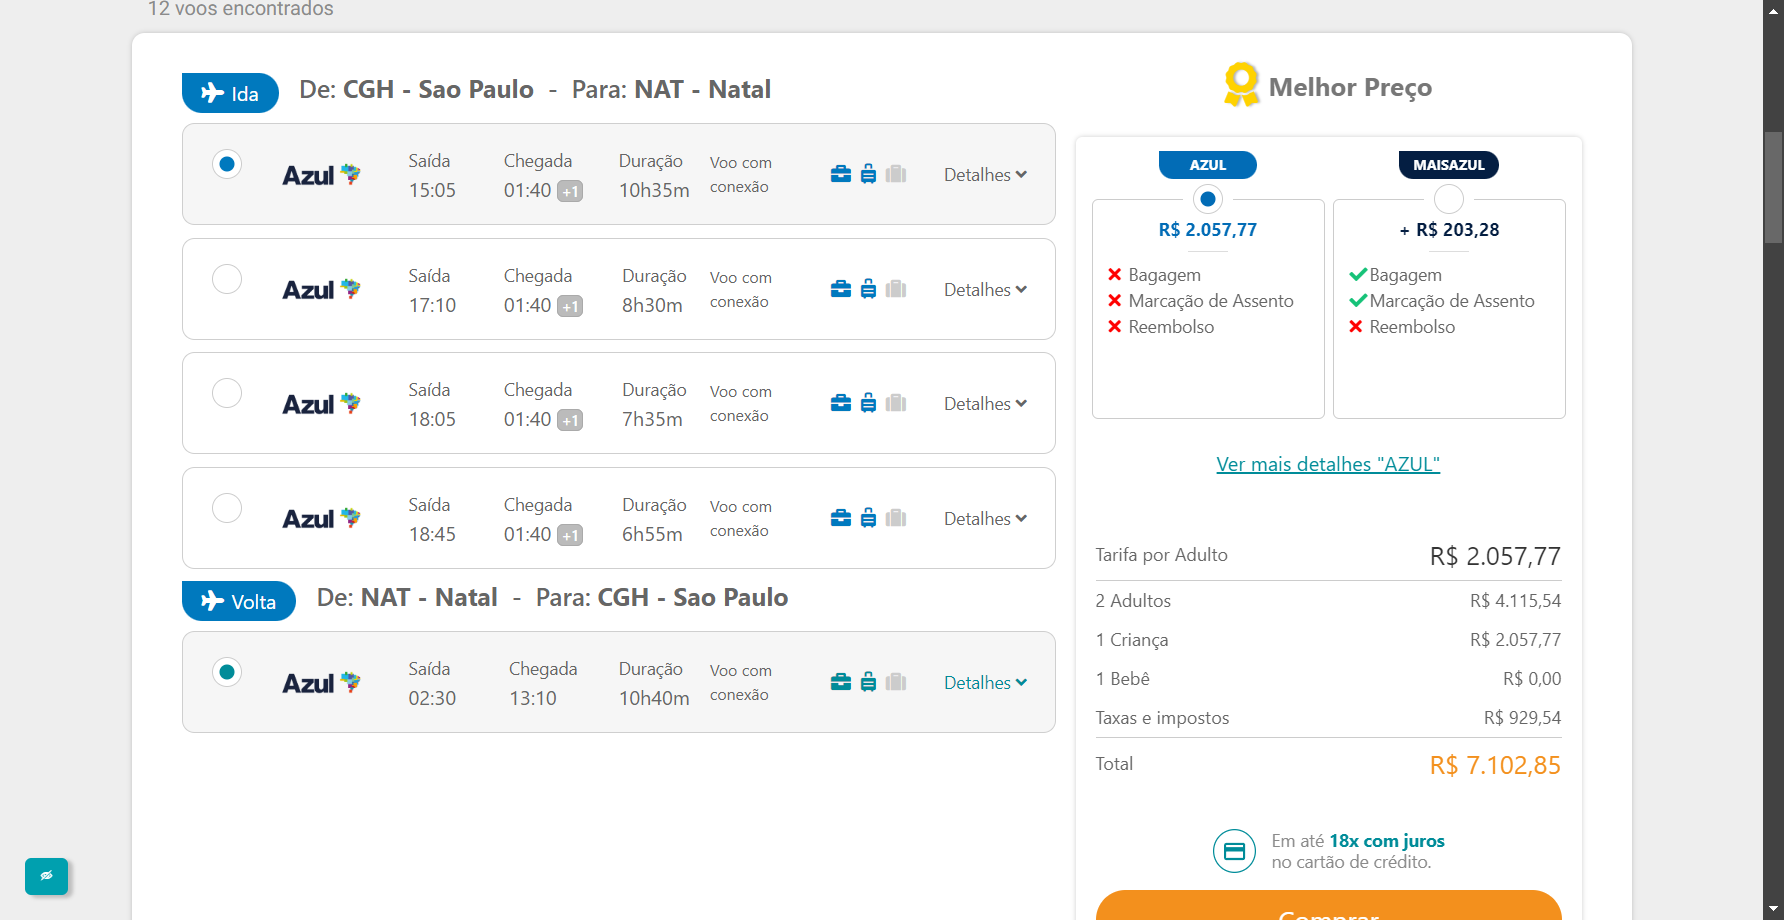 12 voos encontrados
Ida
De: CGH - Sao Paulo - Para: NAT - Natal
Azul
Saída
15:05
Chegada
01:40 +1
Duração
10h35m
Voo com
conexão
Detalhes
Azul
Saída
17:10
Chegada
01:40 +1
Duração
8h30m
Voo com
conexão
Detalhes
Azul
Saída
18:05
Chegada
01:40 +1
Duração
7h35m
Voo com
conexão
Detalhes
Azul
Saída
18:45
Chegada
01:40 +1
Duração
6h55m
Voo com
conexão
Detalhes
Volta
De: NAT - Natal - Para: CGH - Sao Paulo
Azul
Saída
02:30
Chegada
13:10
Duração
10h40m
Voo com
conexão
Detalhes
Melhor Preço
AZUL
R$ 2.057,77
Bagagem
Marcação de Assento
Reembolso
MAISAZUL
+ R$ 203,28
Bagagem
Marcação de Assento
Reembolso
Ver mais detalhes "AZUL"
Tarifa por Adulto R$ 2.057,77
2 Adultos R$ 4.115,54
1 Criança R$ 2.057,77
1 Bebê R$ 0,00
Taxas e impostos R$ 929,54
Total R$ 7.102,85
Em até 18x com juros
no cartão de crédito.
Comprar